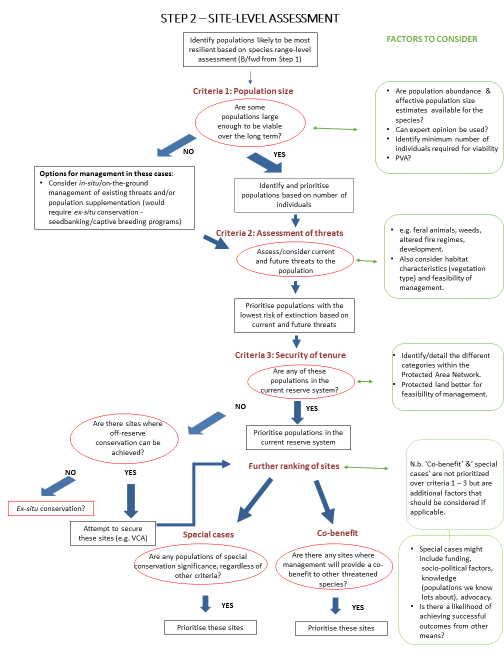 STEP 2 – SITE-LEVEL ASSESSMENT
Identify populations likely to be most
resilient based on species range-level
assessment (B/fwd from Step 1)
FACTORS TO CONSIDER
Criteria 1: Population size
Are some
populations large
enough to be viable
over the long term?
• Are population abundance &
effective population size
estimates available for the
species?
• Can expert opinion be used?
• Identify minimum number of
individuals required for viability
• PVA?
NO
YES
Options for management in these cases:
• Consider in-situ/on-the-ground
management of existing threats and/or
population supplementation (would
require ex-situ conservation -
seedbanking/captive breeding programs)
Identify and prioritise
populations based on number of
individuals
Criteria 2: Assessment of threats
Assess/consider current
and future threats to the
population
• e.g. feral animals, weeds,
altered fire regimes,
development.
• Also consider habitat
characteristics (vegetation
type) and feasibility of
management.
Prioritise populations with the
lowest risk of extinction based on
current and future threats
Criteria 3: Security of tenure
Are any of these
populations in the
current reserve system?
• Identify/detail the different
categories within the
Protected Area Network.
• Protected land better for
feasibility of management.
NO
YES
Are there sites where
off-reserve
conservation can be
achieved?
Prioritise populations in the
current reserve system
NO
YES
Further ranking of sites
N.b. 'Co-benefit' &' special
cases' are not prioritized
over criteria 1 – 3 but are
additional factors that
should be considered if
applicable.
Ex-situ conservation?
Attempt to secure
these sites (e.g. VCA)
Special cases
Co-benefit
Are any populations of special
conservation significance, regardless of
other criteria?
Are there any sites where
management will provide a co-
benefit to other threatened
species?
• Special cases might
include funding,
socio-political factors,
knowledge
(populations we know
lots about), advocacy.
• Is there a likelihood of
achieving successful
outcomes from other
means?
YES
YES
Prioritise these sites
Prioritise these sites